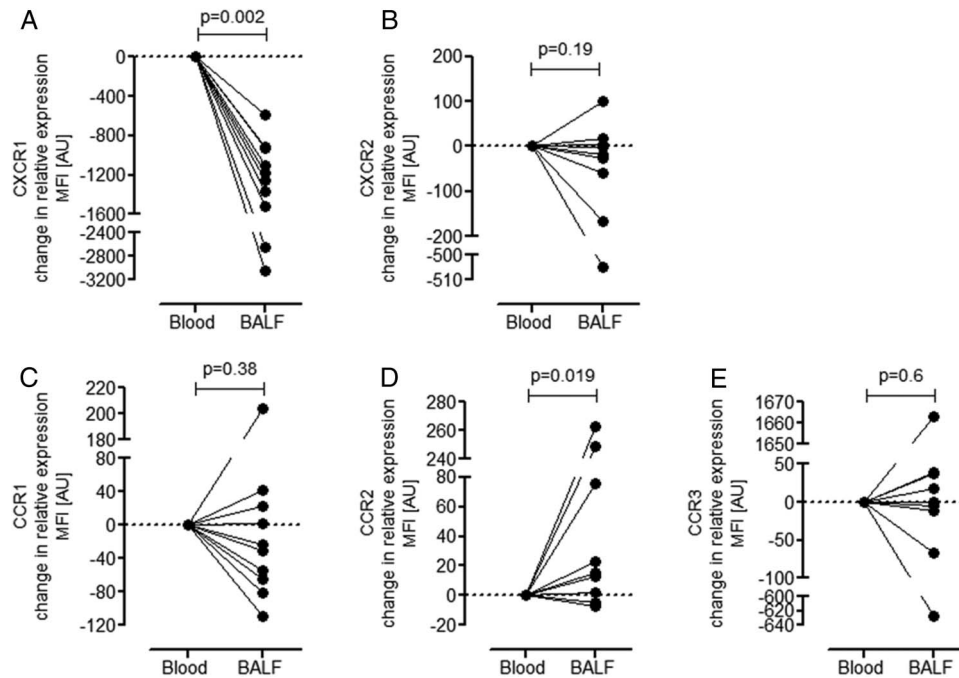 A
p=0.002
CXCR1
change in relative expression
MFI [AU]
0
-400
-800
-1200
-1600
-2400
-2800
-3200
Blood BALF
B
p=0.19
CXCR2
change in relative expression
MFI [AU]
200
100
0
-100
-200
-500
-510
Blood BALF
C
p=0.38
CCR1
change in relative expression
MFI [AU]
220
200
180
80
40
0
-40
-80
-120
Blood BALF
D
p=0.019
CCR2
change in relative expression
MFI [AU]
280
260
240
80
60
40
20
0
-20
Blood BALF
E
p=0.6
CCR3
change in relative expression
MFI [AU]
1670
1660
1650
50
0
-50
-100
-600
-620
-640
Blood BALF